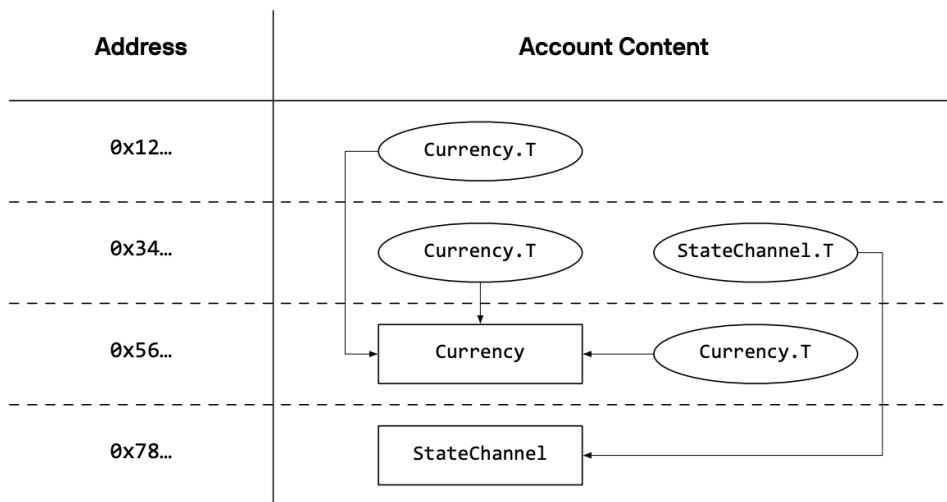 Address Account Content
0x12… Currency.T
0x34… Currency.T StateChannel.T
0x56… Currency Currency.T
0x78… StateChannel